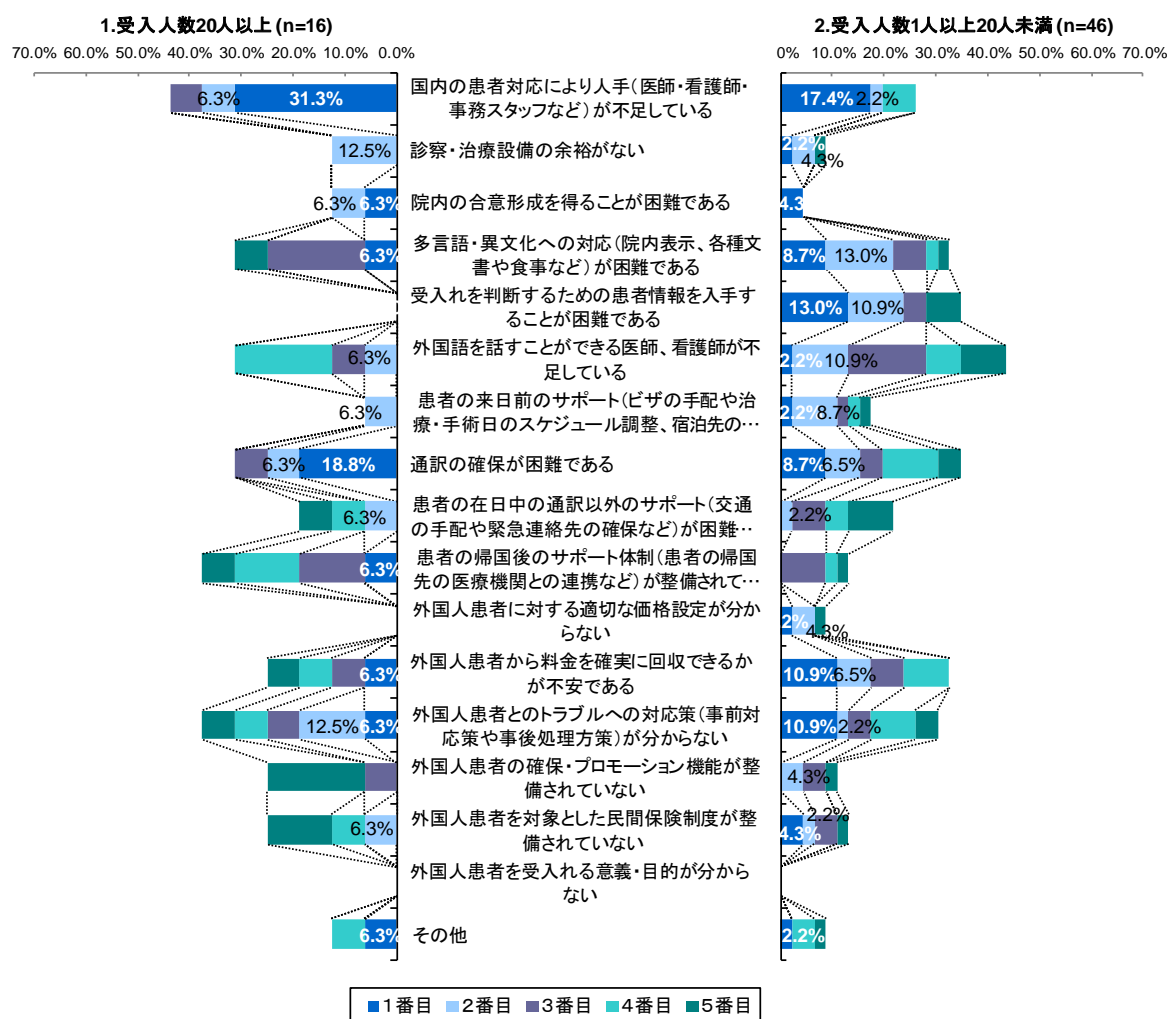 1.受入人数20人以上 (n=16)
2.受入人数1人以上20人未満 (n=46)
70.0% 60.0% 50.0% 40.0% 30.0% 20.0% 10.0% 0.0%
0% 10.0% 20.0% 30.0% 40.0% 50.0% 60.0% 70.0%
6.3% 31.3%
国内の患者対応により人手(医師・看護師・
事務スタッフなど)が不足している
17.4% 2.2%
12.5%
診察・治療設備の余裕がない
2.2%
4.3%
6.3% 6.3%
院内の合意形成を得ることが困難である
4.3
6.3%
多言語・異文化への対応(院内表示、各種文
書や食事など)が困難である
8.7% 13.0%
受入れを判断するための患者情報を入手す
ることが困難である
13.0% 10.9%
6.3%
外国語を話すことができる医師、看護師が不
足している
2.2% 10.9%
6.3%
患者の来日前のサポート(ビザの手配や治
療・手術日のスケジュール調整、宿泊先の…
2.2% 8.7%
6.3% 18.8%
通訳の確保が困難である
8.7% 6.5%
6.3%
患者の在日中の通訳以外のサポート(交通
の手配や緊急連絡先の確保など)が困難…
2.2%
6.3%
患者の帰国後のサポート体制(患者の帰国
先の医療機関との連携など)が整備されて…
外国人患者に対する適切な価格設定が分から
ない
2%
4.3%
6.3%
外国人患者から料金を確実に回収できるか
が不安である
10.9% 6.5%
12.5% 6.3%
外国人患者とのトラブルへの対応策(事前対
応策や事後処理方策)が分からない
10.9% 2.2%
外国人患者の確保・プロモーション機能が整
備されていない
4.3%
6.3%
外国人患者を対象とした民間保険制度が整
備されていない
2.2%
4.3%
外国人患者を受入れる意義・目的が分から
ない
6.3%
その他
2.2%
1番目 2番目 3番目 4番目 5番目